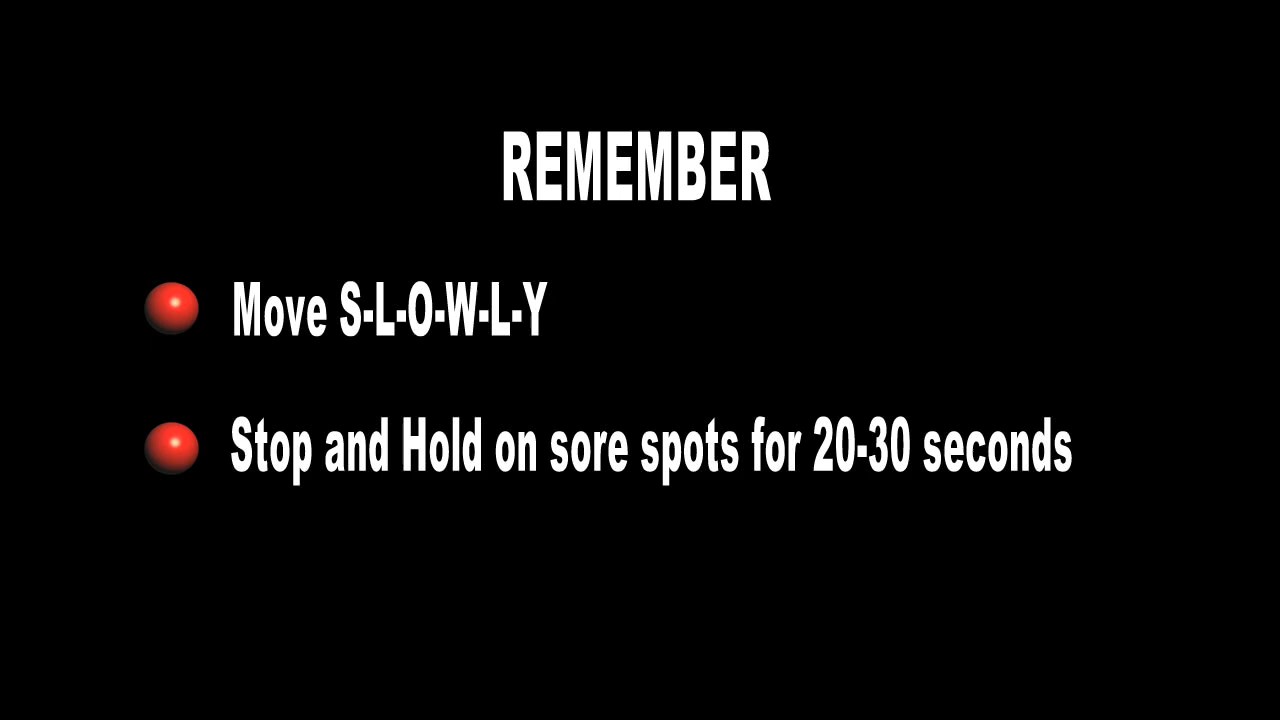 REMEMBER
Move S-L-O-W-L-Y
Stop and Hold on sore spots for 20-30 seconds